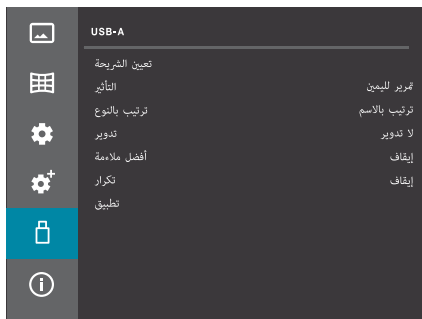 USB-A
تعيين الشريحة
التأثير تمرير لليمين
ترتيب بالنوع ترتيب بالاسم
تدوير لا تدوير
أفضل ملاءمة إيقاف
تكرار إيقاف
تطبيق